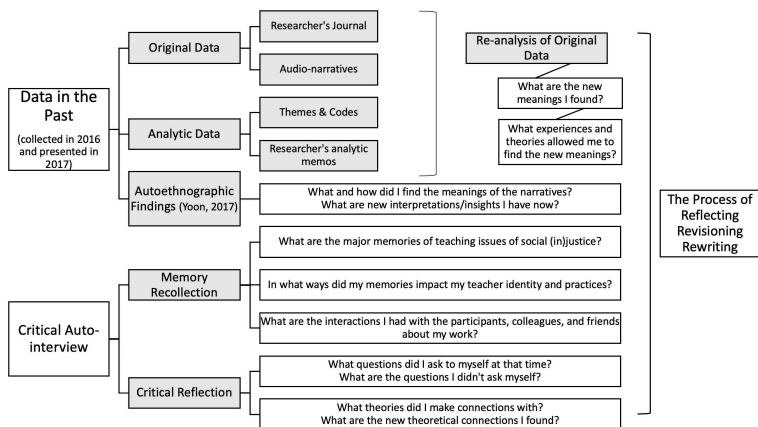 Data in the
Past
(collected in 2016
and presented in
2017)
Original Data
Researcher's Journal
Audio-narratives
Analytic Data
Themes & Codes
Researcher's analytic
memos
Autoethnographic
Findings (Yoon, 2017)
What and how did I find the meanings of the narratives?
What are new interpretations/insights I have now?
Re-analysis of Original
Data
What are the new
meanings I found?
What experiences and
theories allowed me to
find the new meanings?
Critical Auto-
interview
Memory
Recollection
What are the major memories of teaching issues of social (in)justice?
In what ways did my memories impact my teacher identity and practices?
What are the interactions I had with the participants, colleagues, and friends
about my work?
Critical Reflection
What questions did I ask to myself at that time?
What are the questions I didn't ask myself?
What theories did I make connections with?
What are the new theoretical connections I found?
The Process of
Reflecting
Revisioning
Rewriting